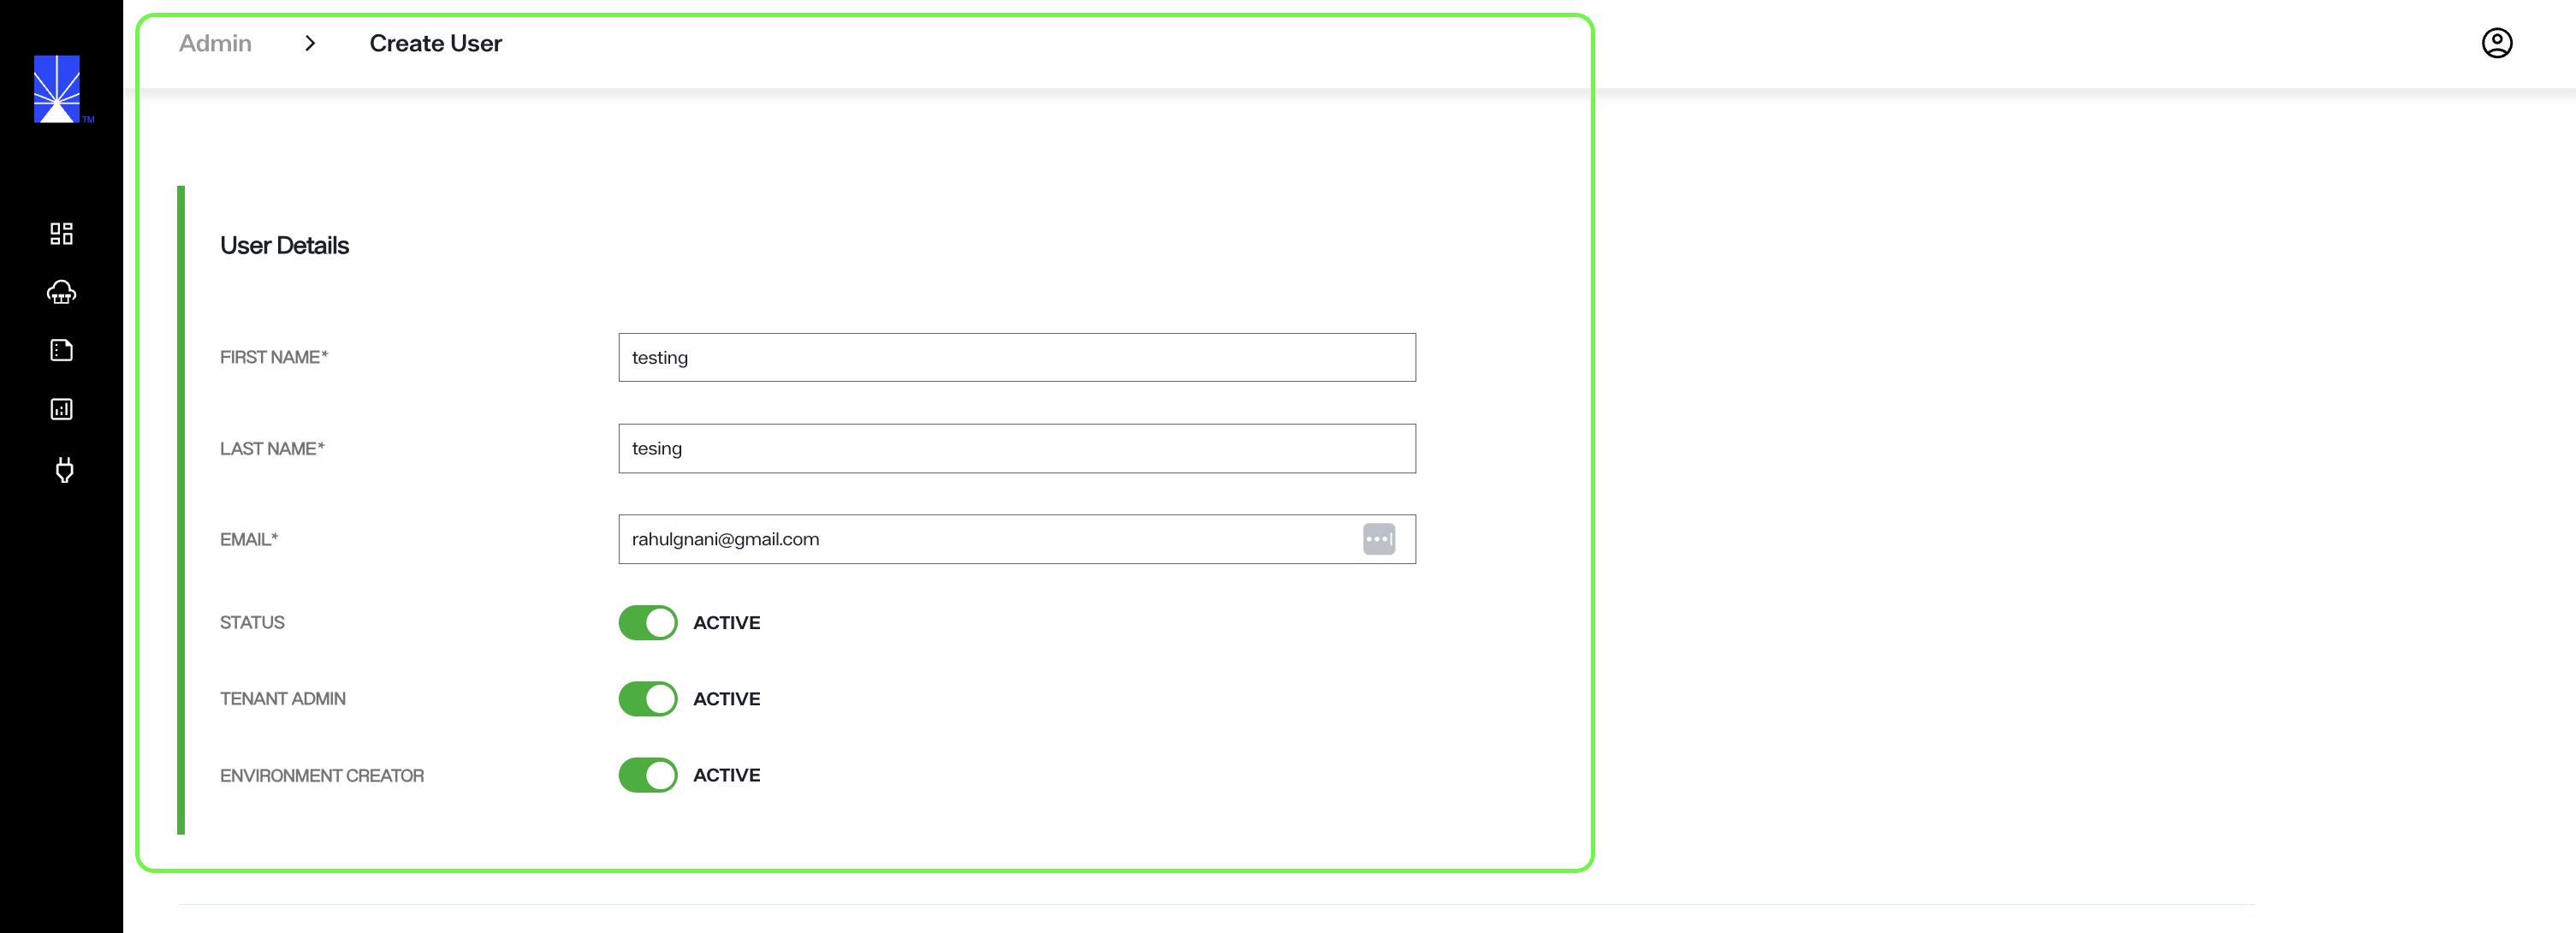 Admin > Create User
TM
User Details
FIRST NAME* testing
LAST NAME* tesing
EMAIL* rahulgnani@gmail.com
STATUS ACTIVE
TENANT ADMIN ACTIVE
ENVIRONMENT CREATOR ACTIVE